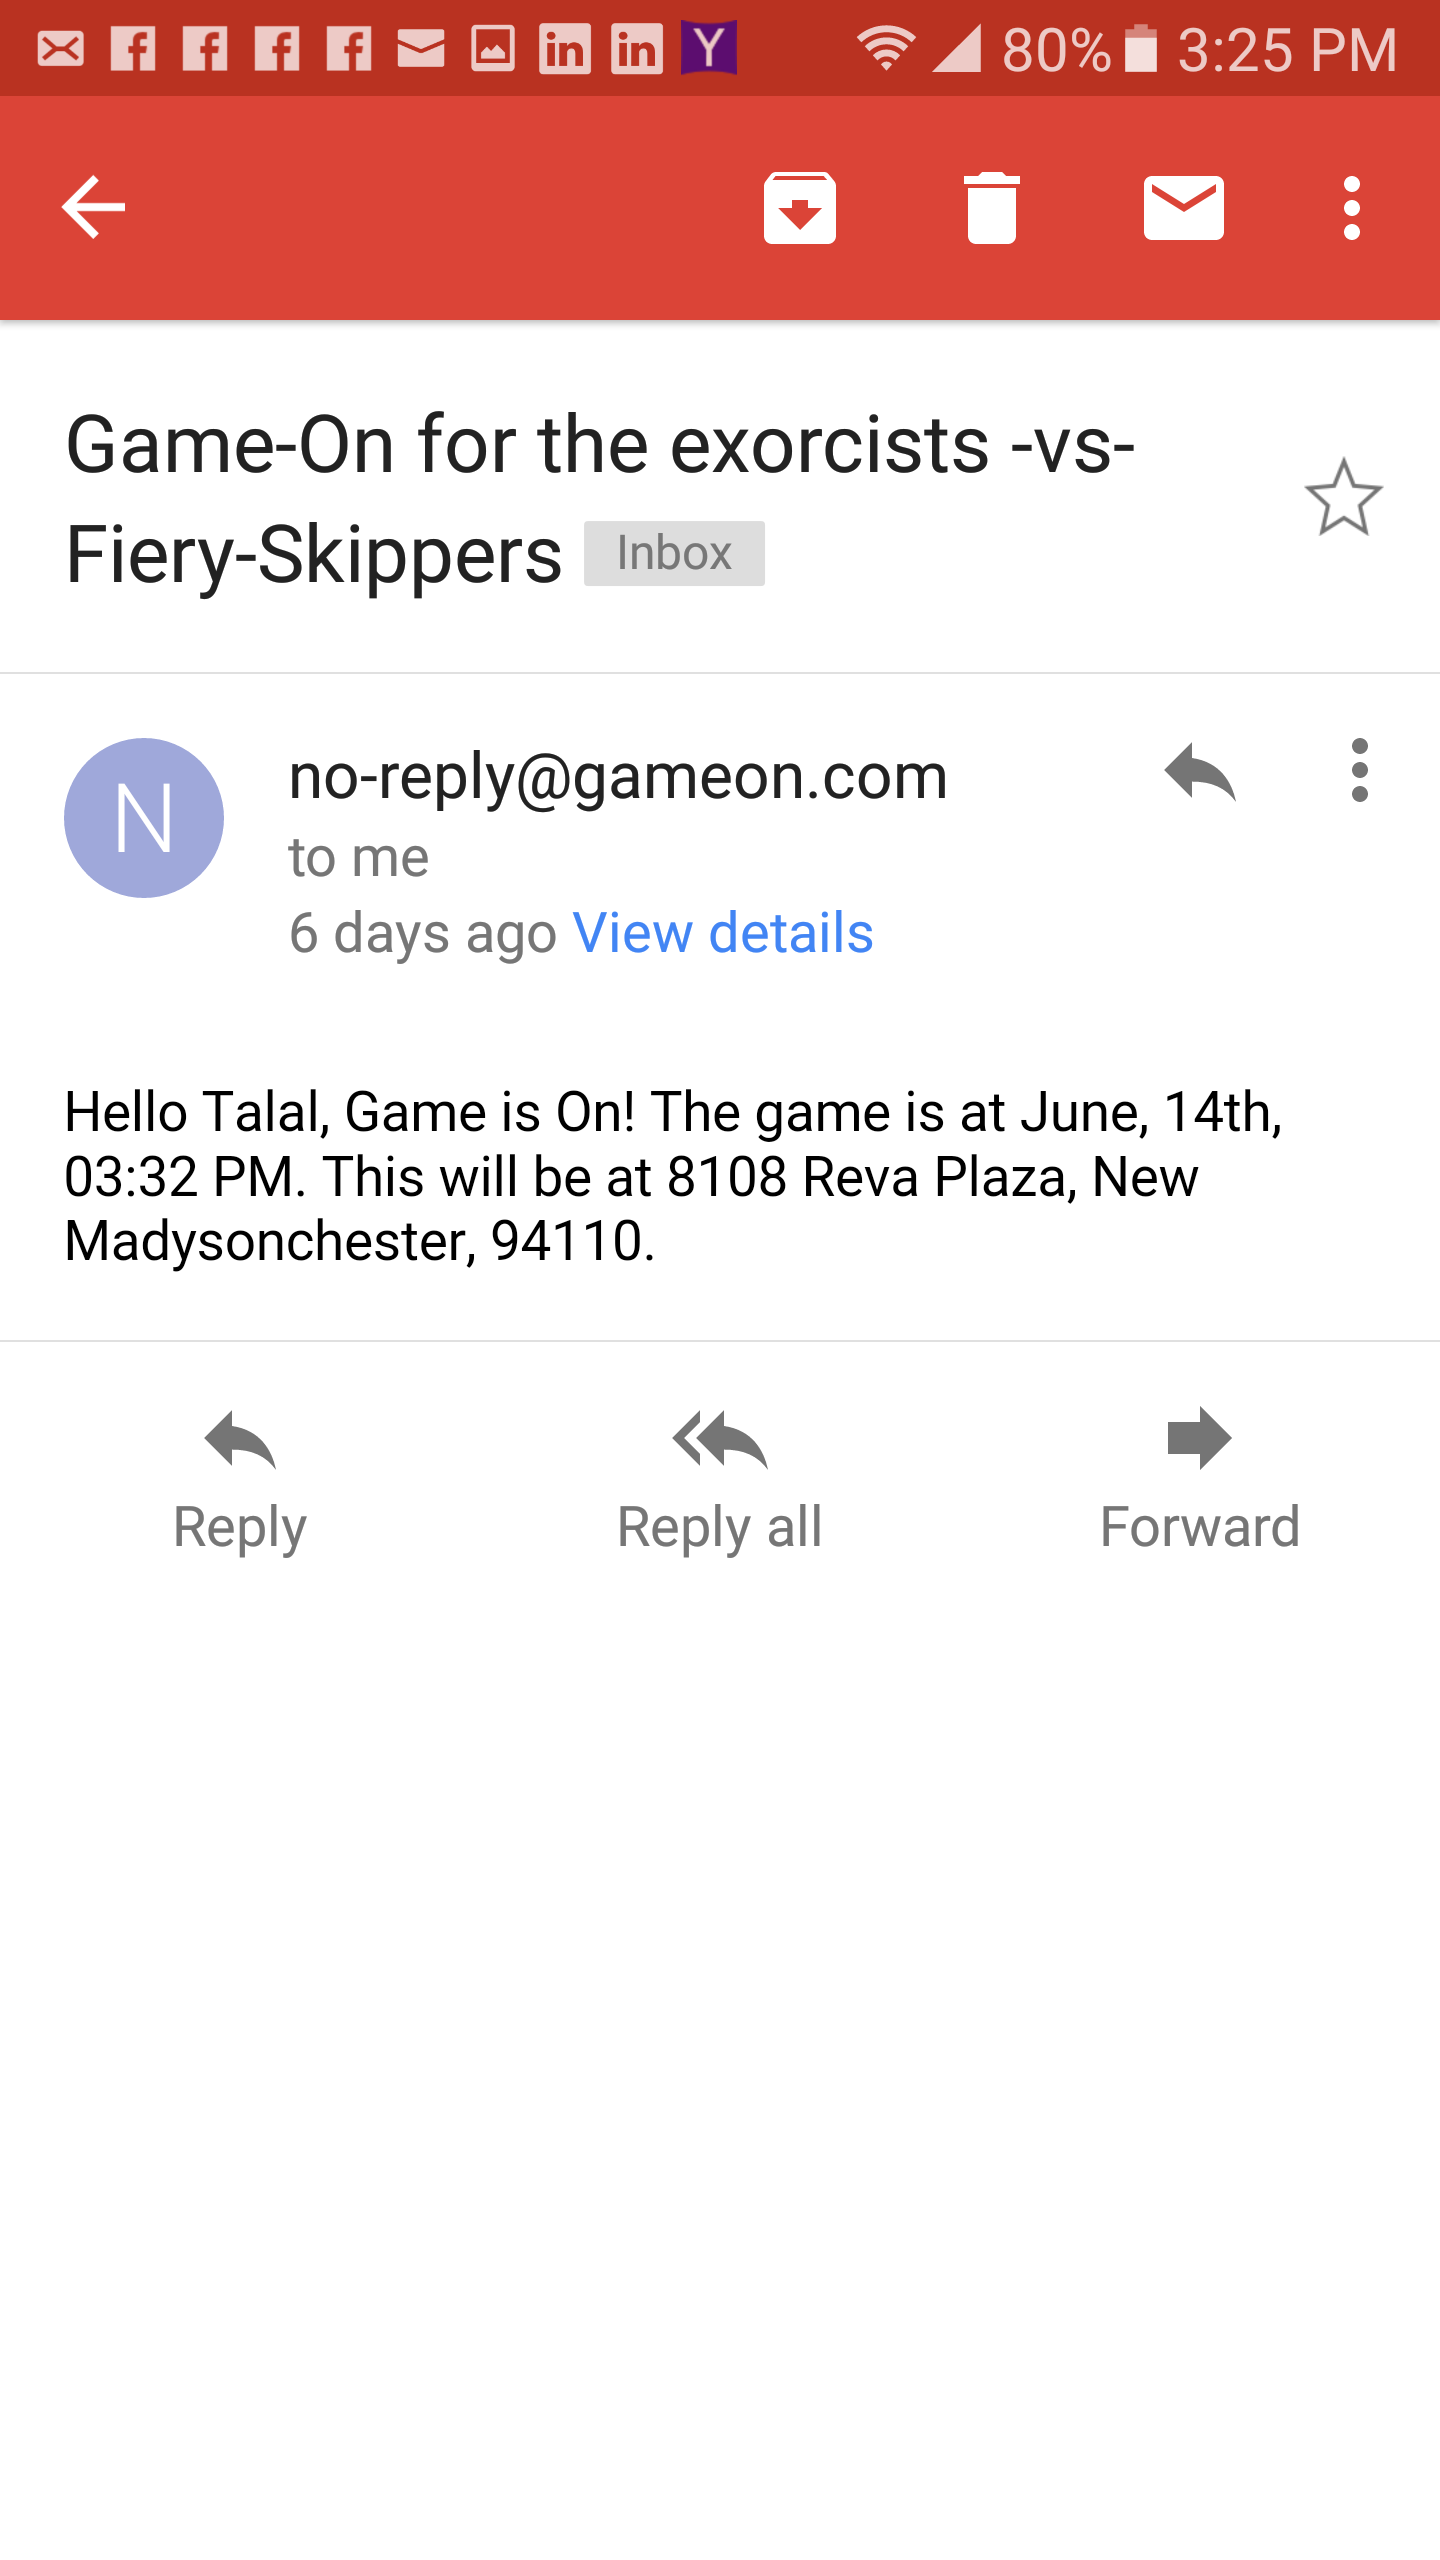 80% 3:25 PM
Game-On for the exorcists -vs-
Fiery-Skippers Inbox
N
no-reply@gameon.com
to me
6 days ago View details
Hello Talal, Game is On! The game is at June, 14th,
03:32 PM. This will be at 8108 Reva Plaza, New
Madysonchester, 94110.
Reply Reply all Forward